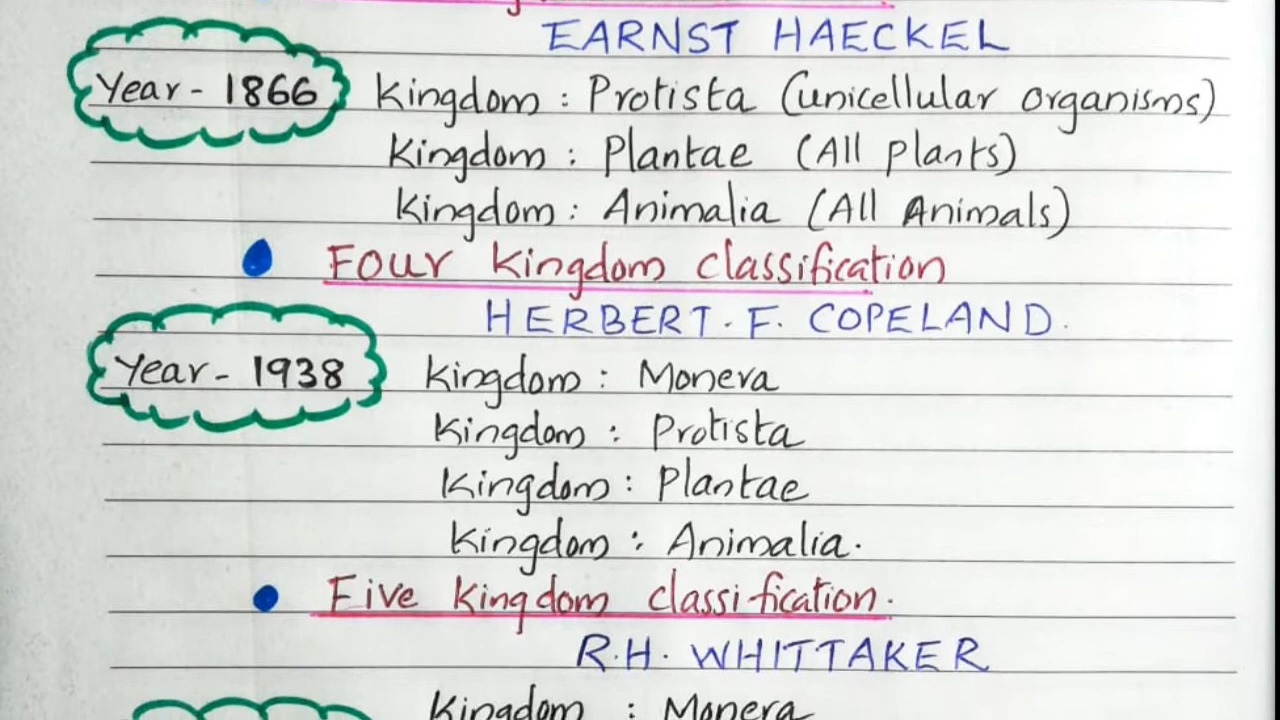 EARNST HAECKEL
Year - 1866 Kingdom : Protista (unicellular organisms)
Kingdom : Plantae (All plants)
Kingdom : Animalia (All Animals)
Four Kingdom classification
HERBERT. F. COPELAND.
Year - 1938 Kingdom : Monera
Kingdom : Protista
Kingdom : Plantae
Kingdom : Animalia.
Five Kingdom classification.
R.H. WHITTAKER
Kingdom : Monera